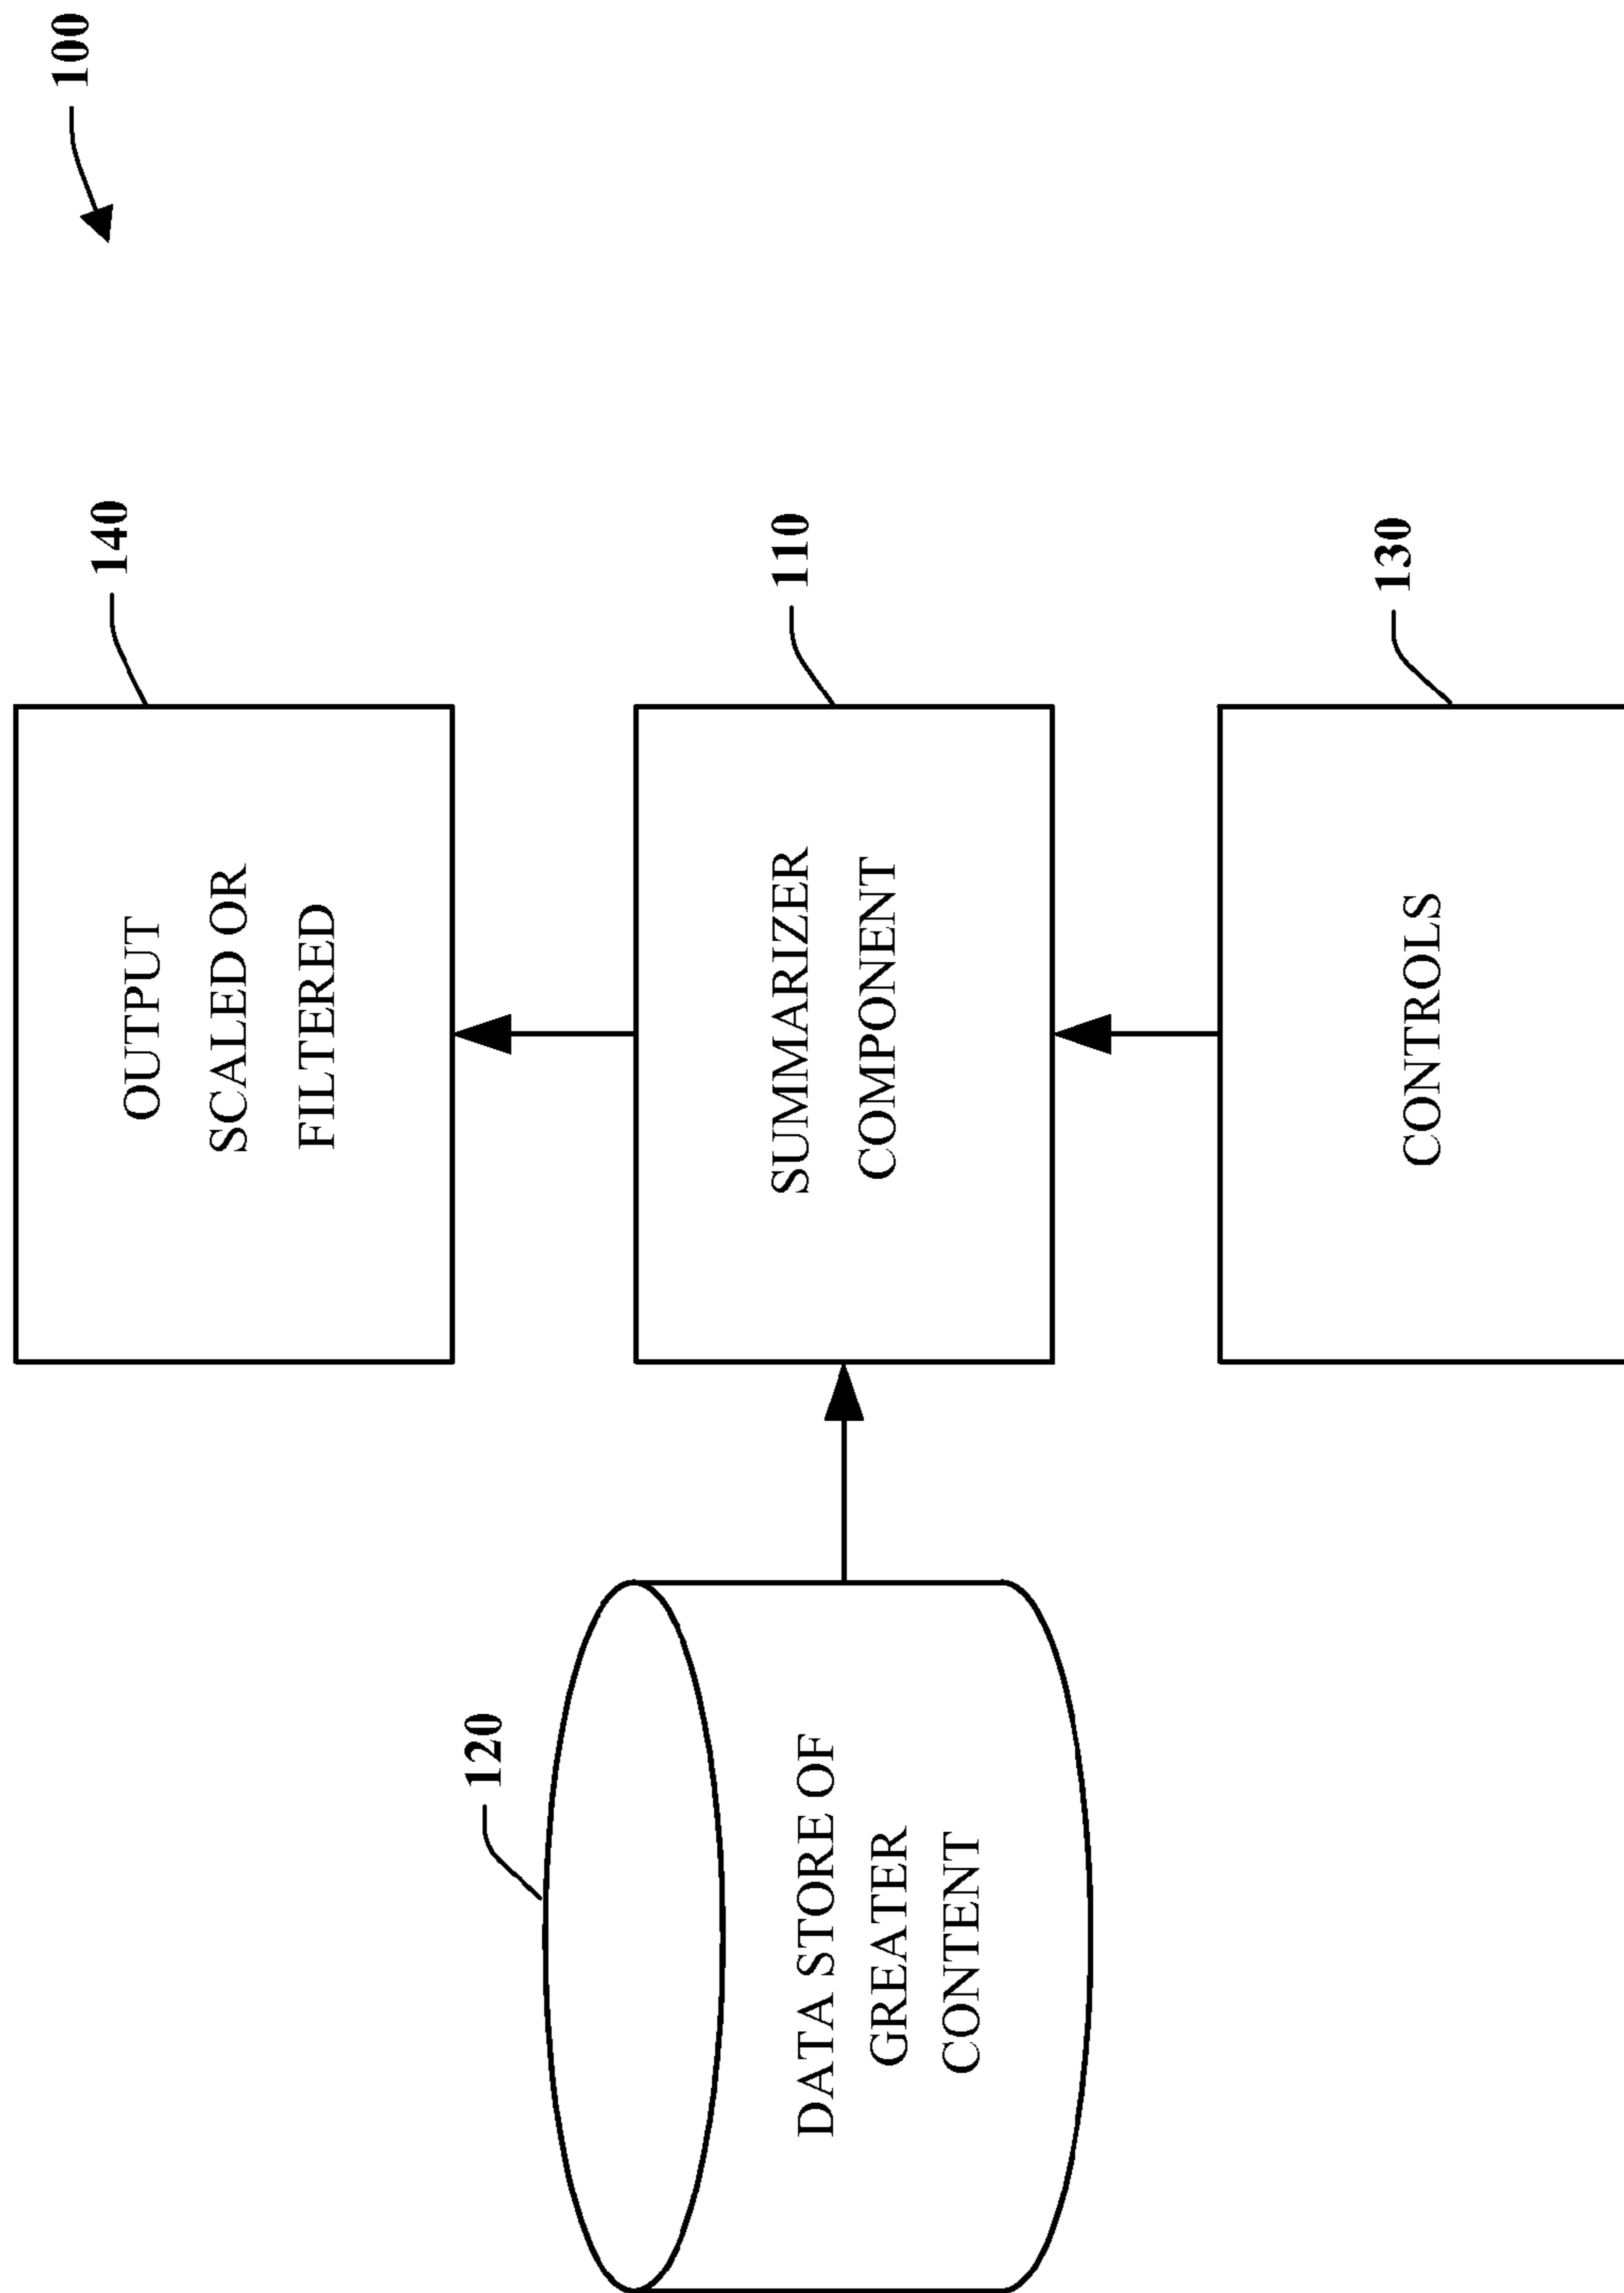 100
140
OUTPUT
SCALED OR
FILTERED
110
SUMMARIZER
COMPONENT
130
CONTROLS
120
DATA STORE OF
GREATER
CONTENT